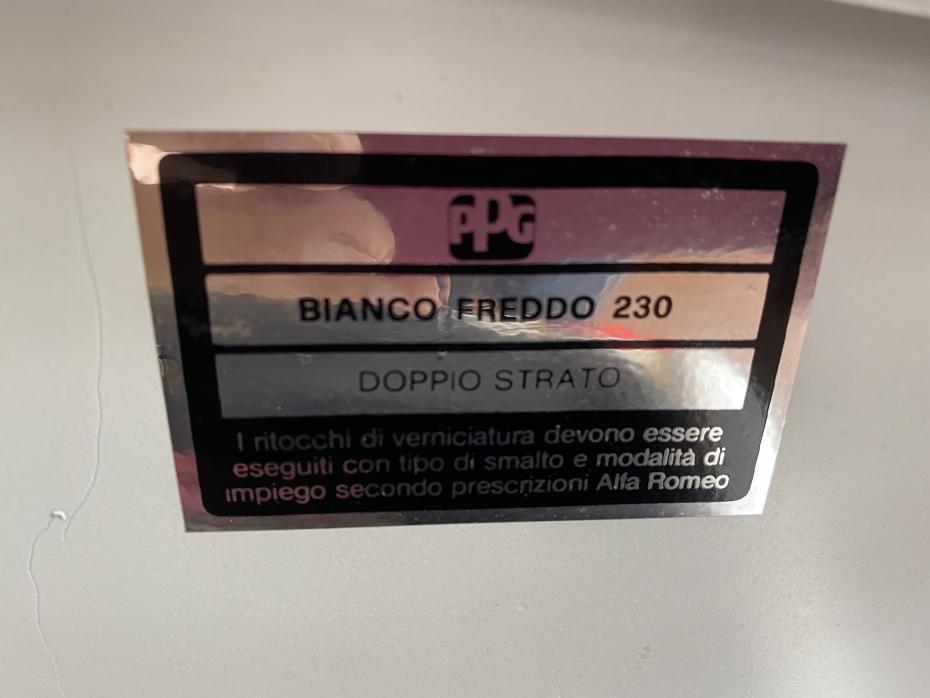 PPG
BIANCO FREDDO 230
DOPPIO STRATO
I ritocchi di verniciatura devono essere
eseguiti con tipo di smalto e modalità di
impiego secondo prescrizioni Alfa Romeo